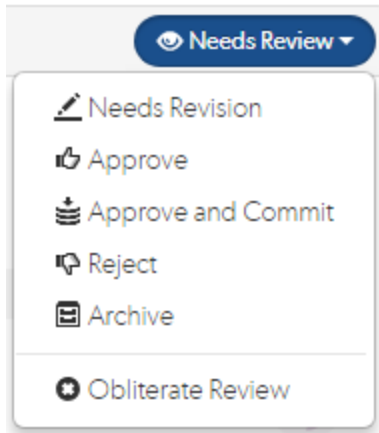 Needs Review
Needs Revision
Approve
Approve and Commit
Reject
Archive
Obliterate Review